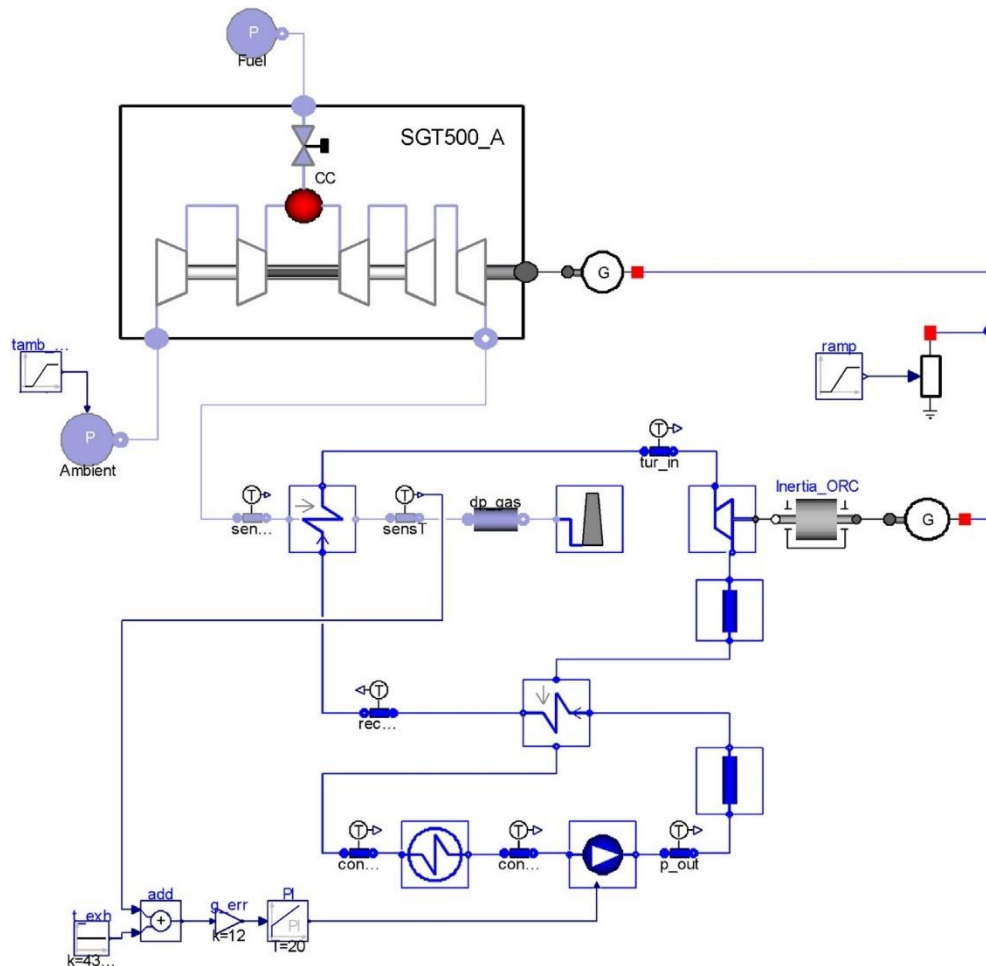 P
Fuel
SGT500_A
CC
G
tamb_...
ramp
P
Ambient
T
tur_in
T
T
dp_gas
Inertia_ORC
sen...
sensT
G
T
rec...
T
T
T
con...
con...
p_out
add
g_err
PI
t_exh
+
PI
k=12
T=20
k=43...